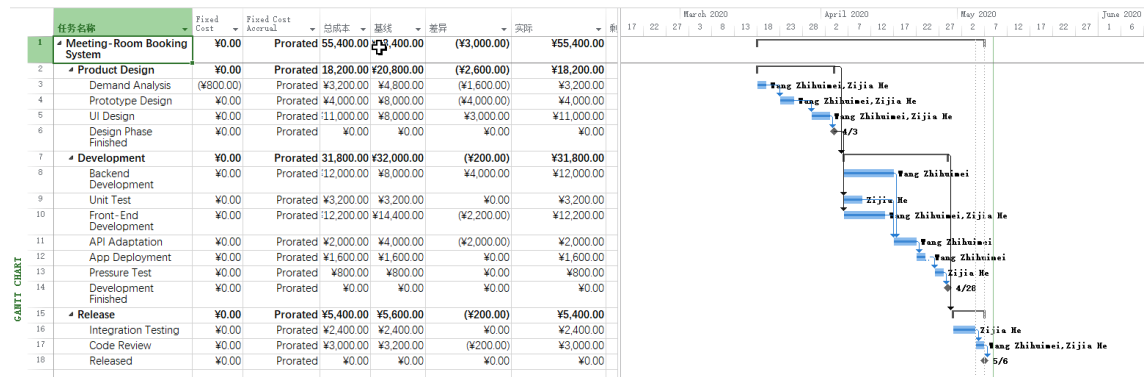 任务名称 Fixed Cost Fixed Cost Accrual 总成本 基线 差异 实际
March 2020 April 2020 May 2020 June 2020
17 22 27 3 8 13 18 23 28 2 7 12 17 22 27 2 7 12 17 22 27 1 6
1 Meeting-Room Booking System ¥0.00 Prorated 55,400.00 ,400.00 (¥3,000.00) ¥55,400.00
2 Product Design ¥0.00 Prorated 18,200.00 ¥20,800.00 (¥2,600.00) ¥18,200.00
3 Demand Analysis (¥800.00) Prorated ¥3,200.00 ¥4,800.00 (¥1,600.00) ¥3,200.00 Wang Zhihuimei,Zijia He
4 Prototype Design ¥0.00 Prorated ¥4,000.00 ¥8,000.00 (¥4,000.00) ¥4,000.00 Wang Zhihuimei,Zijia He
5 UI Design ¥0.00 Prorated 11,000.00 ¥8,000.00 ¥3,000.00 ¥11,000.00 Wang Zhihuimei,Zijia He
6 Design Phase Finished ¥0.00 Prorated ¥0.00 ¥0.00 ¥0.00 ¥0.00 4/3
7 Development ¥0.00 Prorated 31,800.00 ¥32,000.00 (¥200.00) ¥31,800.00
8 Backend Development ¥0.00 Prorated 12,000.00 ¥8,000.00 ¥4,000.00 ¥12,000.00 Wang Zhihuimei
9 Unit Test ¥0.00 Prorated ¥3,200.00 ¥3,200.00 ¥0.00 ¥3,200.00 Zijia He
10 Front-End Development ¥0.00 Prorated 12,200.00 ¥14,400.00 (¥2,200.00) ¥12,200.00 Wang Zhihuimei,Zijia He
11 API Adaptation ¥0.00 Prorated ¥2,000.00 ¥4,000.00 (¥2,000.00) ¥2,000.00 Wang Zhihuimei
12 App Deployment ¥0.00 Prorated ¥1,600.00 ¥1,600.00 ¥0.00 ¥1,600.00 Wang Zhihuimei
13 Pressure Test ¥0.00 Prorated ¥800.00 ¥800.00 ¥0.00 ¥800.00 Zijia He
14 Development Finished ¥0.00 Prorated ¥0.00 ¥0.00 ¥0.00 ¥0.00 4/28
15 Release ¥0.00 Prorated ¥5,400.00 ¥5,600.00 (¥200.00) ¥5,400.00
16 Integration Testing ¥0.00 Prorated ¥2,400.00 ¥2,400.00 ¥0.00 ¥2,400.00 Zijia He
17 Code Review ¥0.00 Prorated ¥3,000.00 ¥3,200.00 (¥200.00) ¥3,000.00 Wang Zhihuimei,Zijia He
18 Released ¥0.00 Prorated ¥0.00 ¥0.00 ¥0.00 ¥0.00 5/6
GANTT CHART